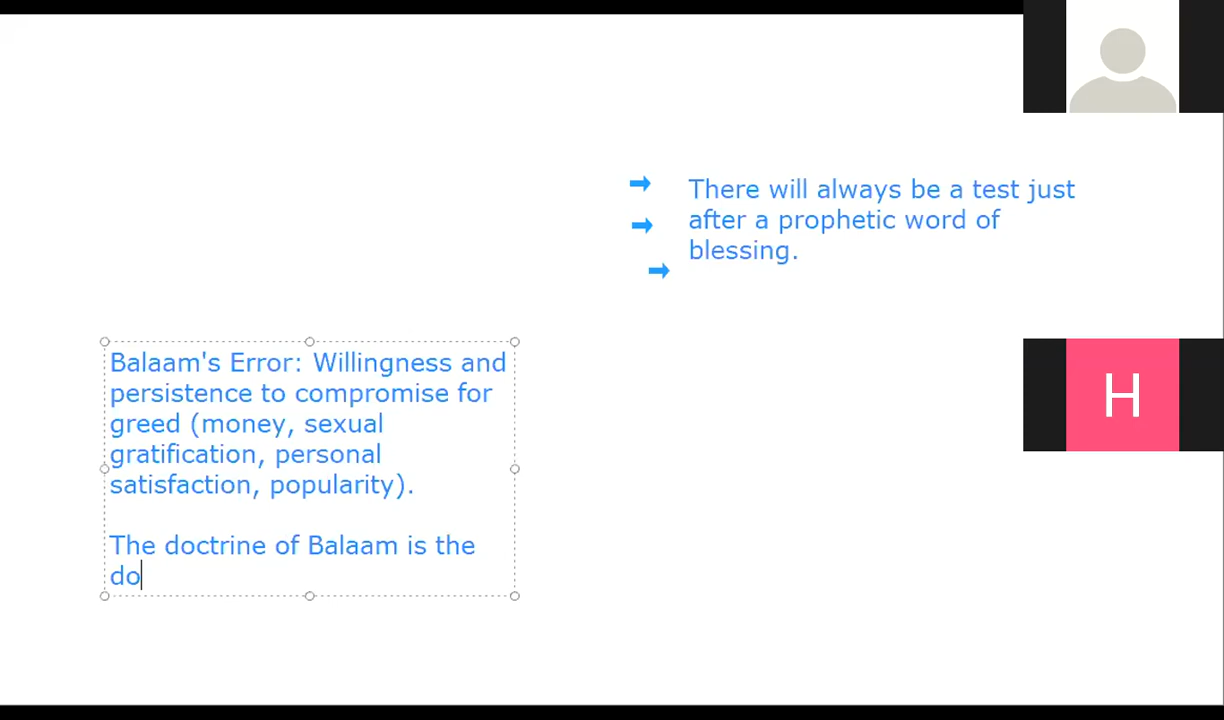 There will always be a test just
after a prophetic word of
blessing.
Balaam's Error: Willingness and
persistence to compromise for
greed (money, sexual
gratification, personal
satisfaction, popularity).
The doctrine of Balaam is the
do
H